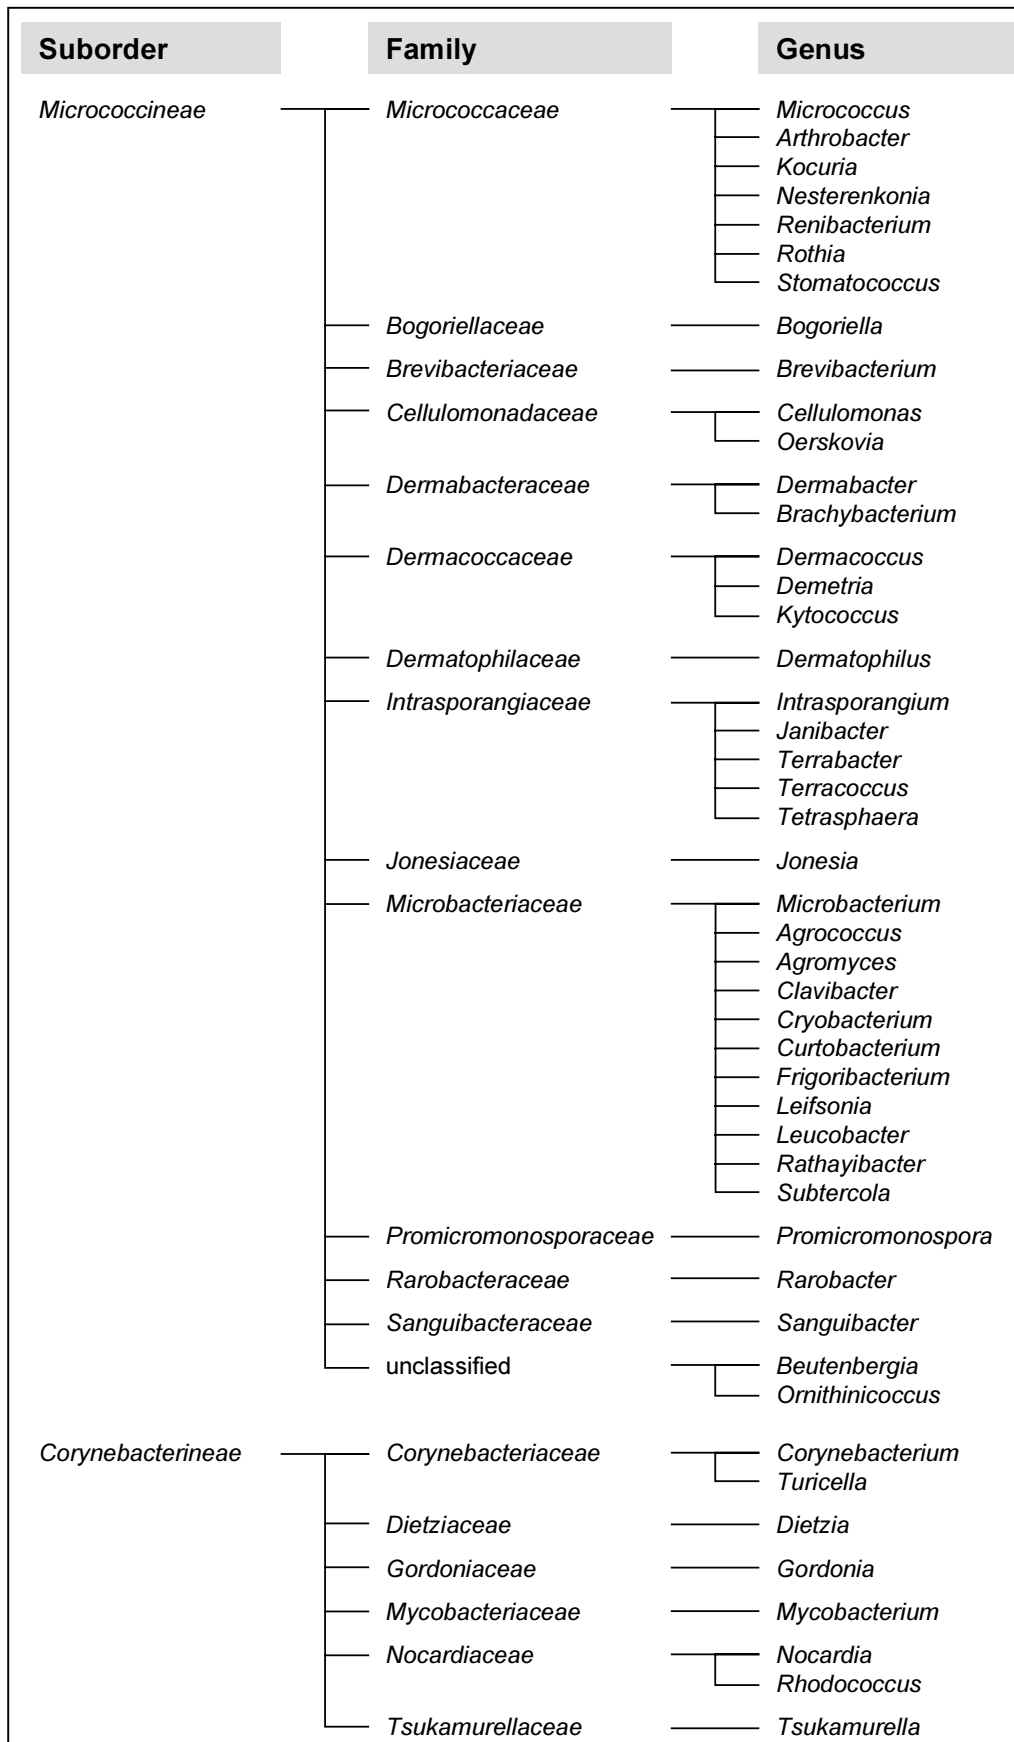 Suborder Family Genus
Micrococcineae Micrococcaceae Micrococcus
Arthrobacter
Kocuria
Nesterenkonia
Renibacterium
Rothia
Stomatococcus
Bogoriellaceae Bogoriella
Brevibacteriaceae Brevibacterium
Cellulomonadaceae Cellulomonas
Oerskovia
Dermabacteraceae Dermabacter
Brachybacterium
Dermacoccaceae Dermacoccus
Demetria
Kytococcus
Dermatophilaceae Dermatophilus
Intrasporangiaceae Intrasporangium
Janibacter
Terrabacter
Terracoccus
Tetrasphaera
Jonesiaceae Jonesia
Microbacteriaceae Microbacterium
Agrococcus
Agromyces
Clavibacter
Cryobacterium
Curtobacterium
Frigoribacterium
Leifsonia
Leucobacter
Rathayibacter
Subtercola
Promicromonosporaceae Promicromonospora
Rarobacteraceae Rarobacter
Sanguibacteraceae Sanguibacter
unclassified Beutenbergia
Ornithinicoccus
Corynebacterineae Corynebacteriaceae Corynebacterium
Turicella
Dietziaceae Dietzia
Gordoniaceae Gordonia
Mycobacteriaceae Mycobacterium
Nocardiaceae Nocardia
Rhodococcus
Tsukamurellaceae Tsukamurella